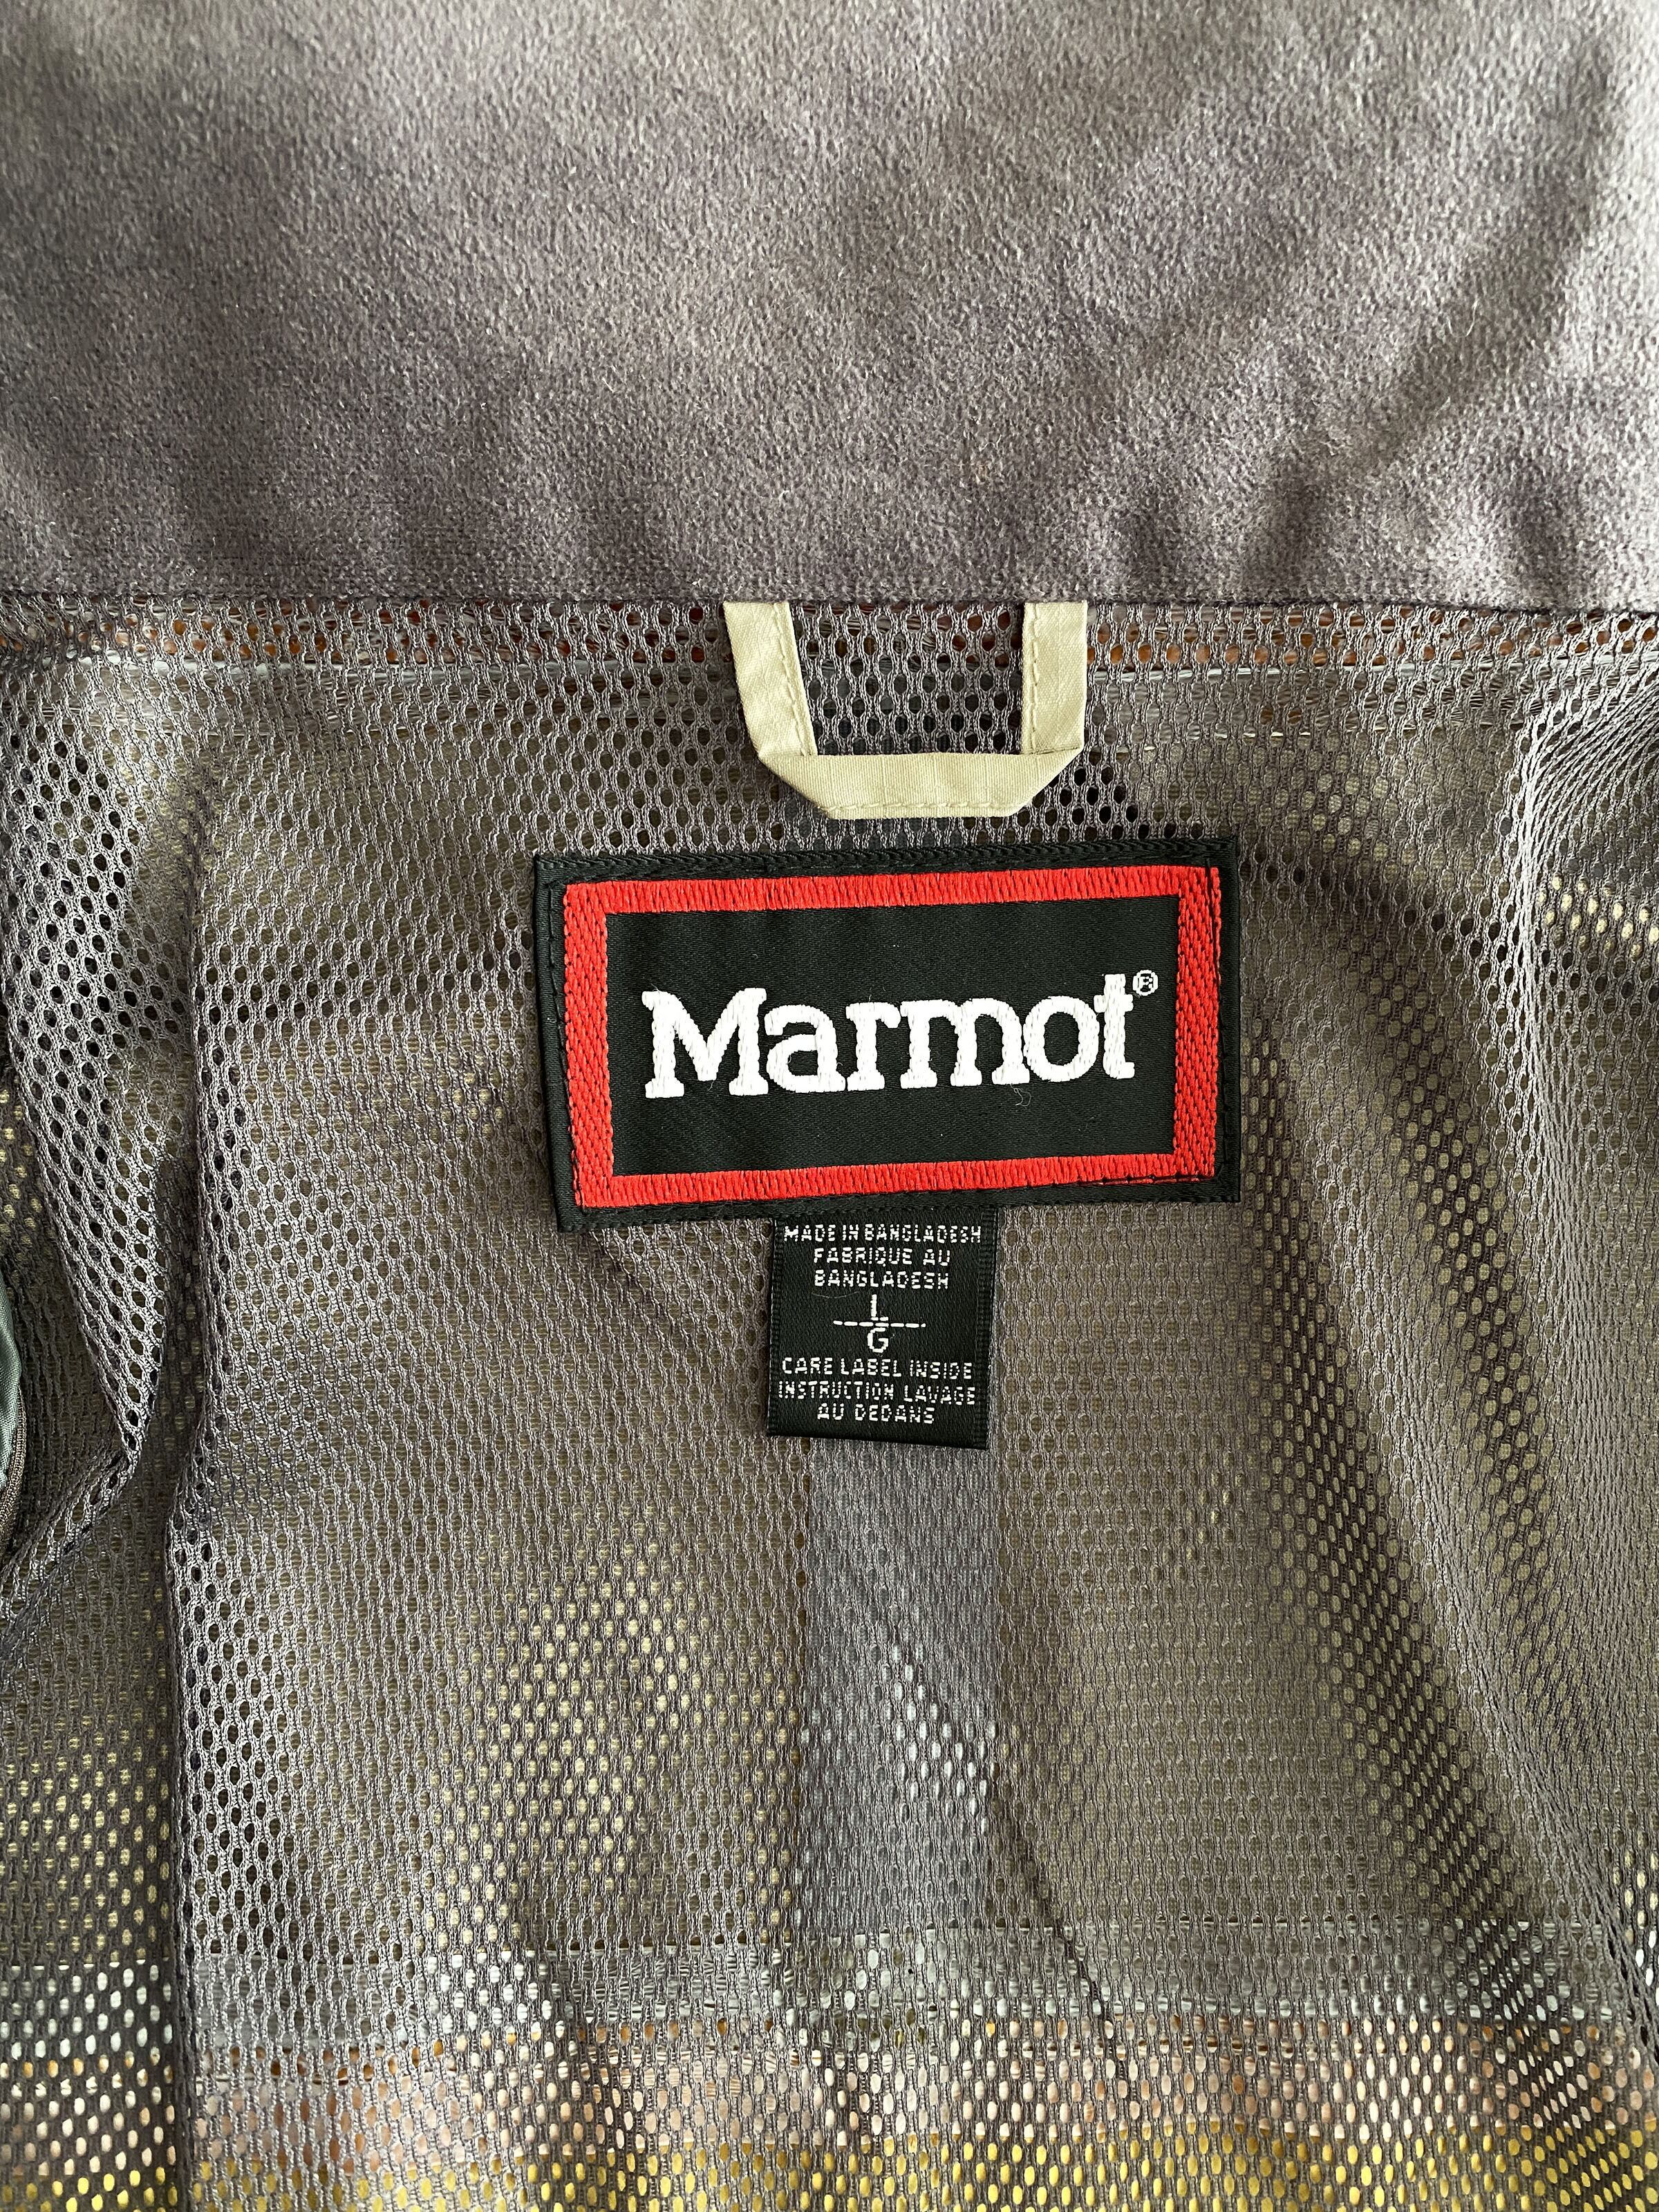 Marmot®
MADE IN BANGLADESH
FABRIQUE AU
BANGLADESH
L
G
CARE LABEL INSIDE
INSTRUCTION LAVAGE
AU DEDANS